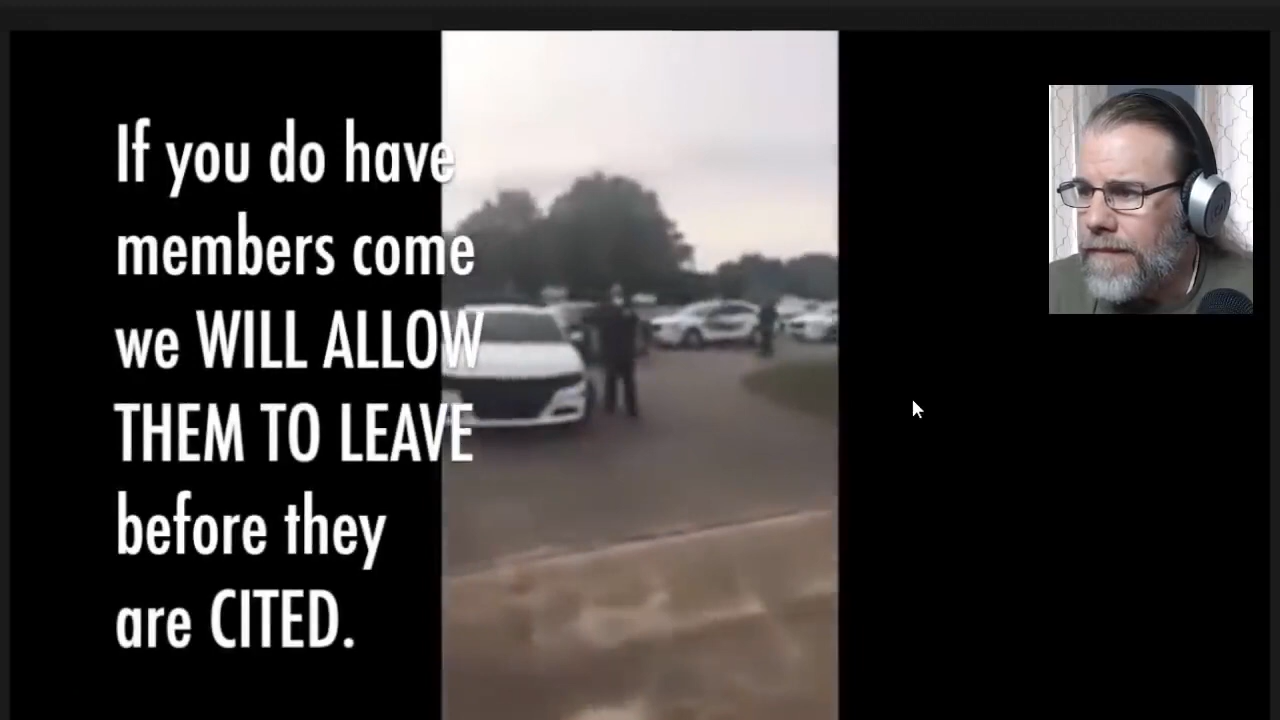 If you do have
members come
we WILL ALLOW
THEM TO LEAVE
before they
are CITED.